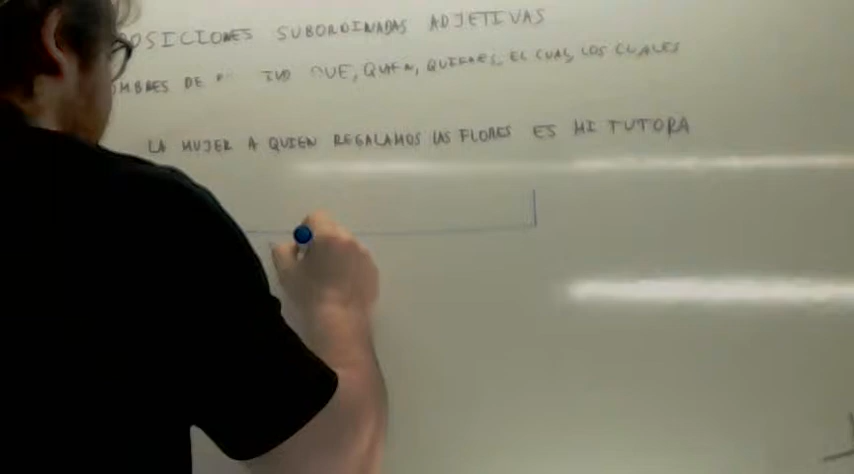 POSICIONES SUBORDINADAS ADJETIVAS
MBRES DE QUE, QUIEN, QUIENES, EL CUAL, LOS CUALES
LA MUJER A QUIEN REGALAMOS LAS FLORES ES MI TUTORA